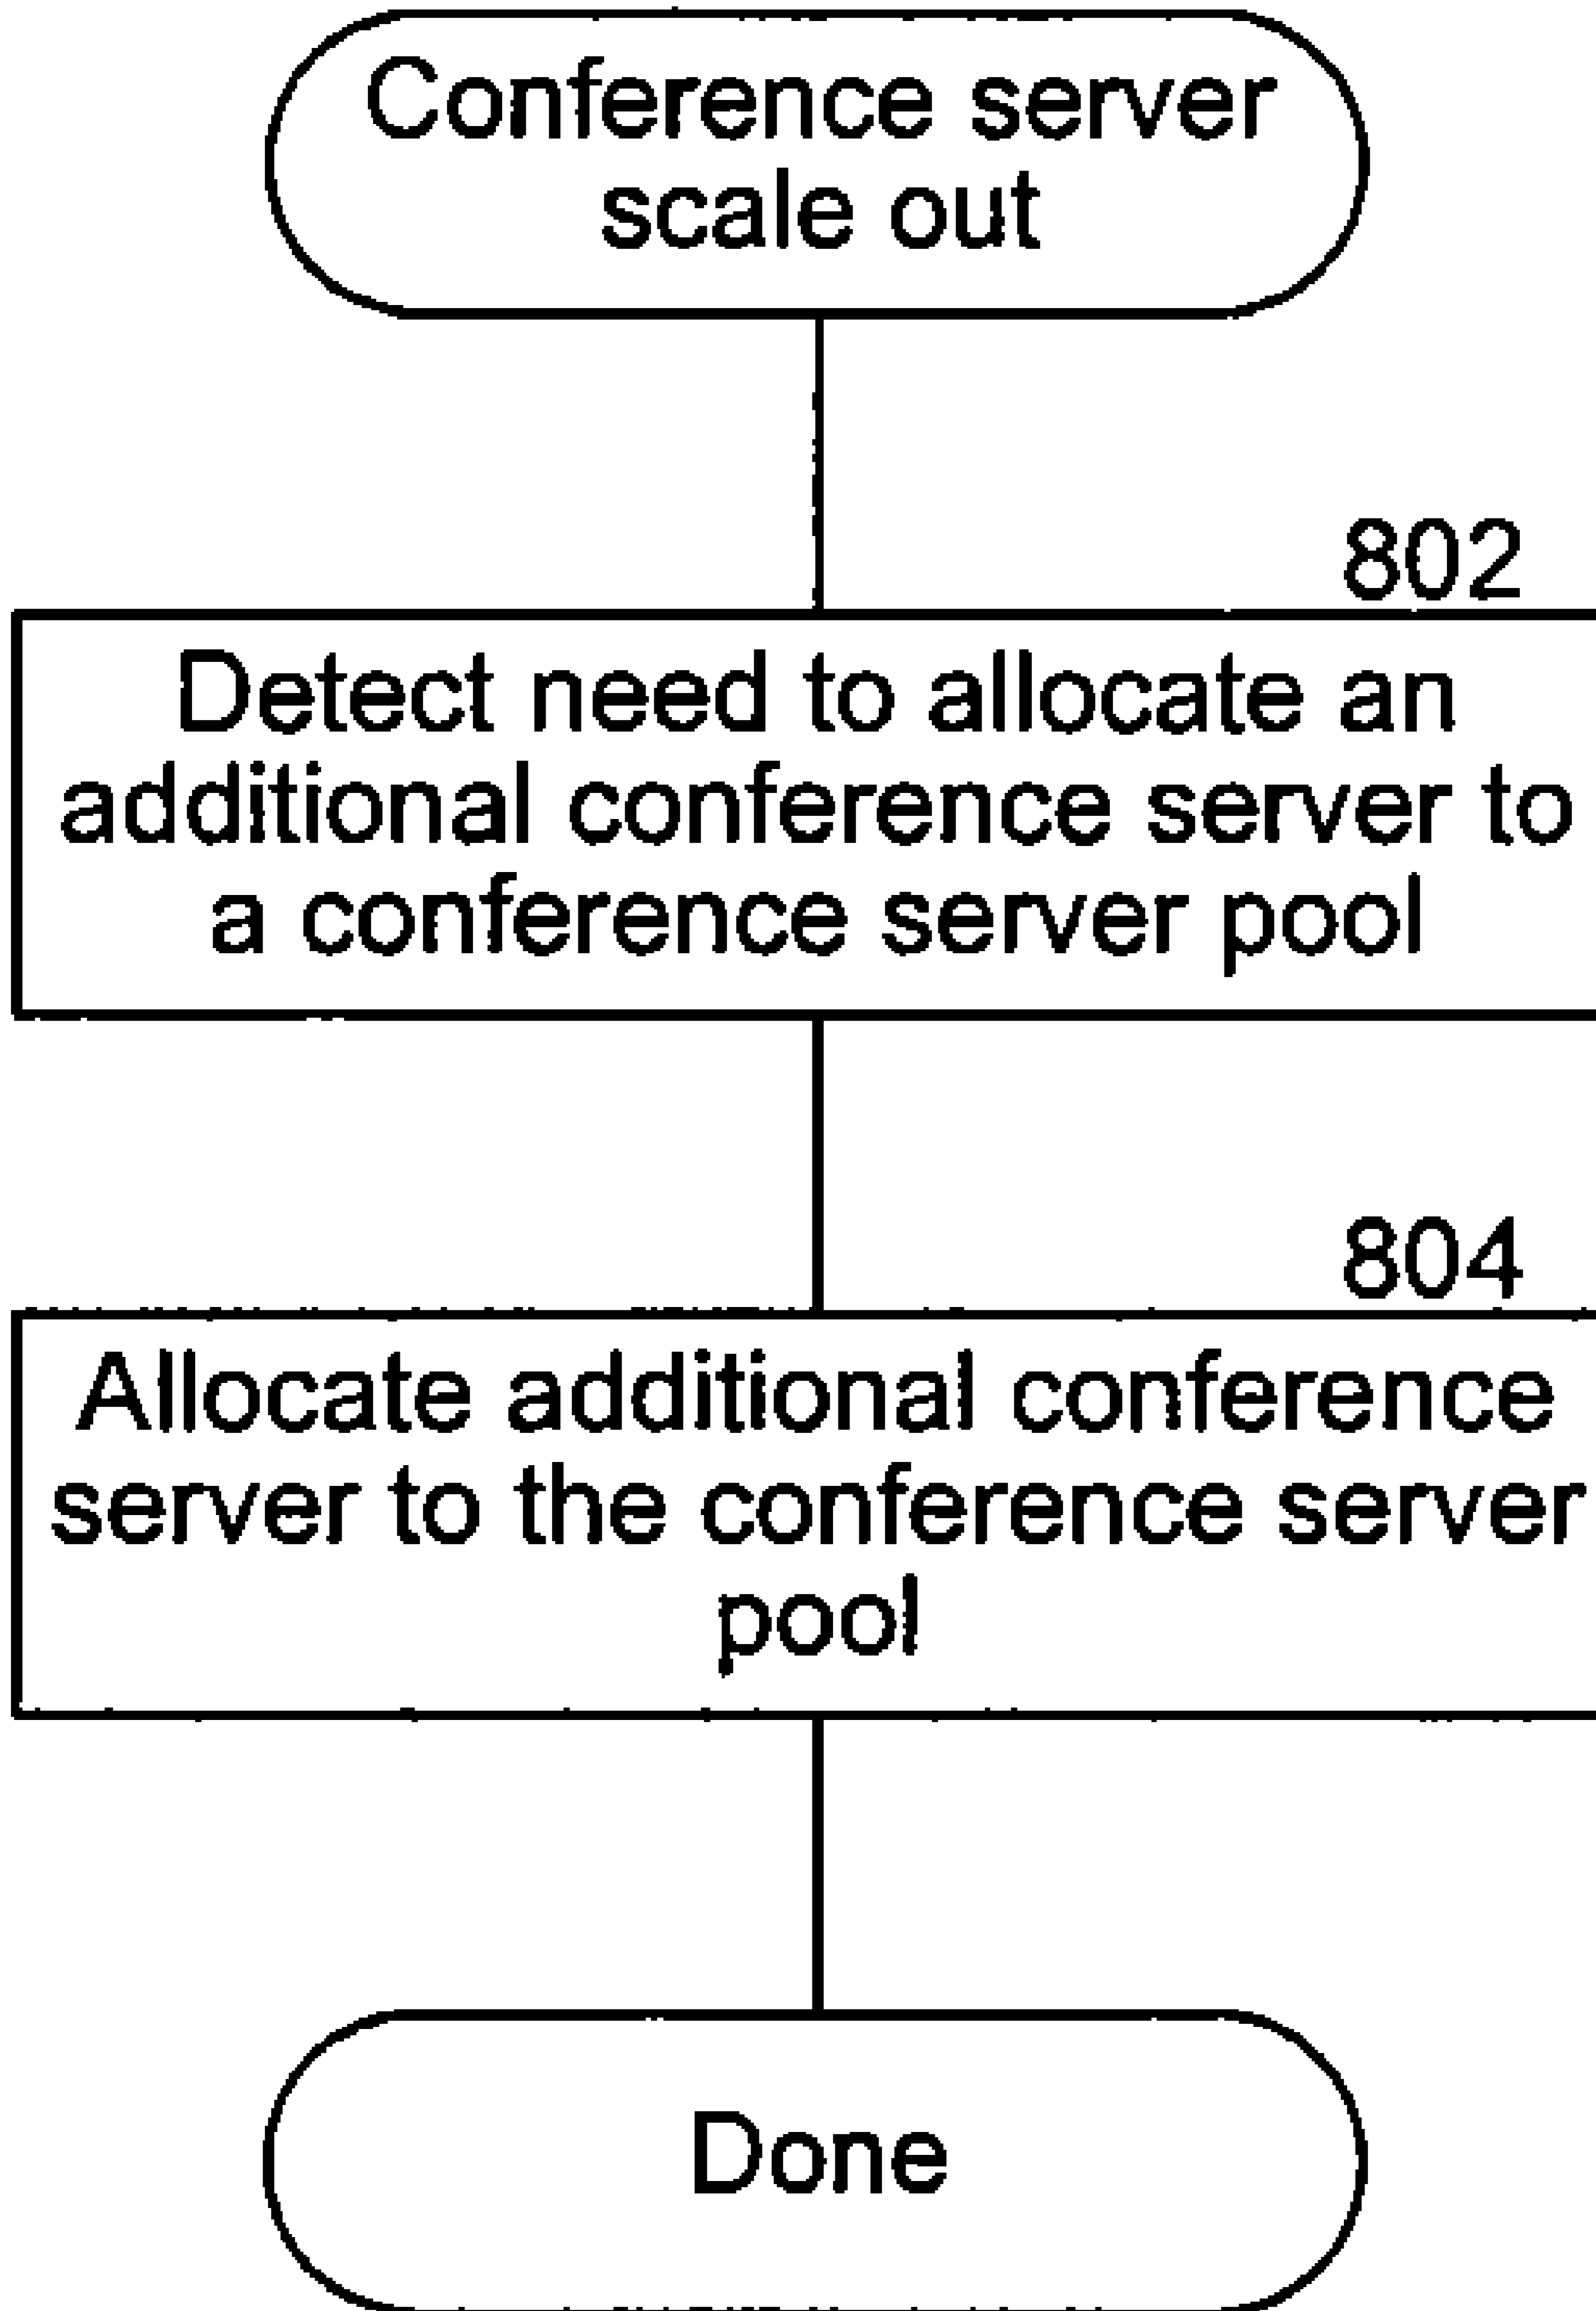 Conference server
scale out
802
Detect need to allocate an
additional conference server to
a conference server pool
804
Allocate additional conference
server to the conference server
pool
Done